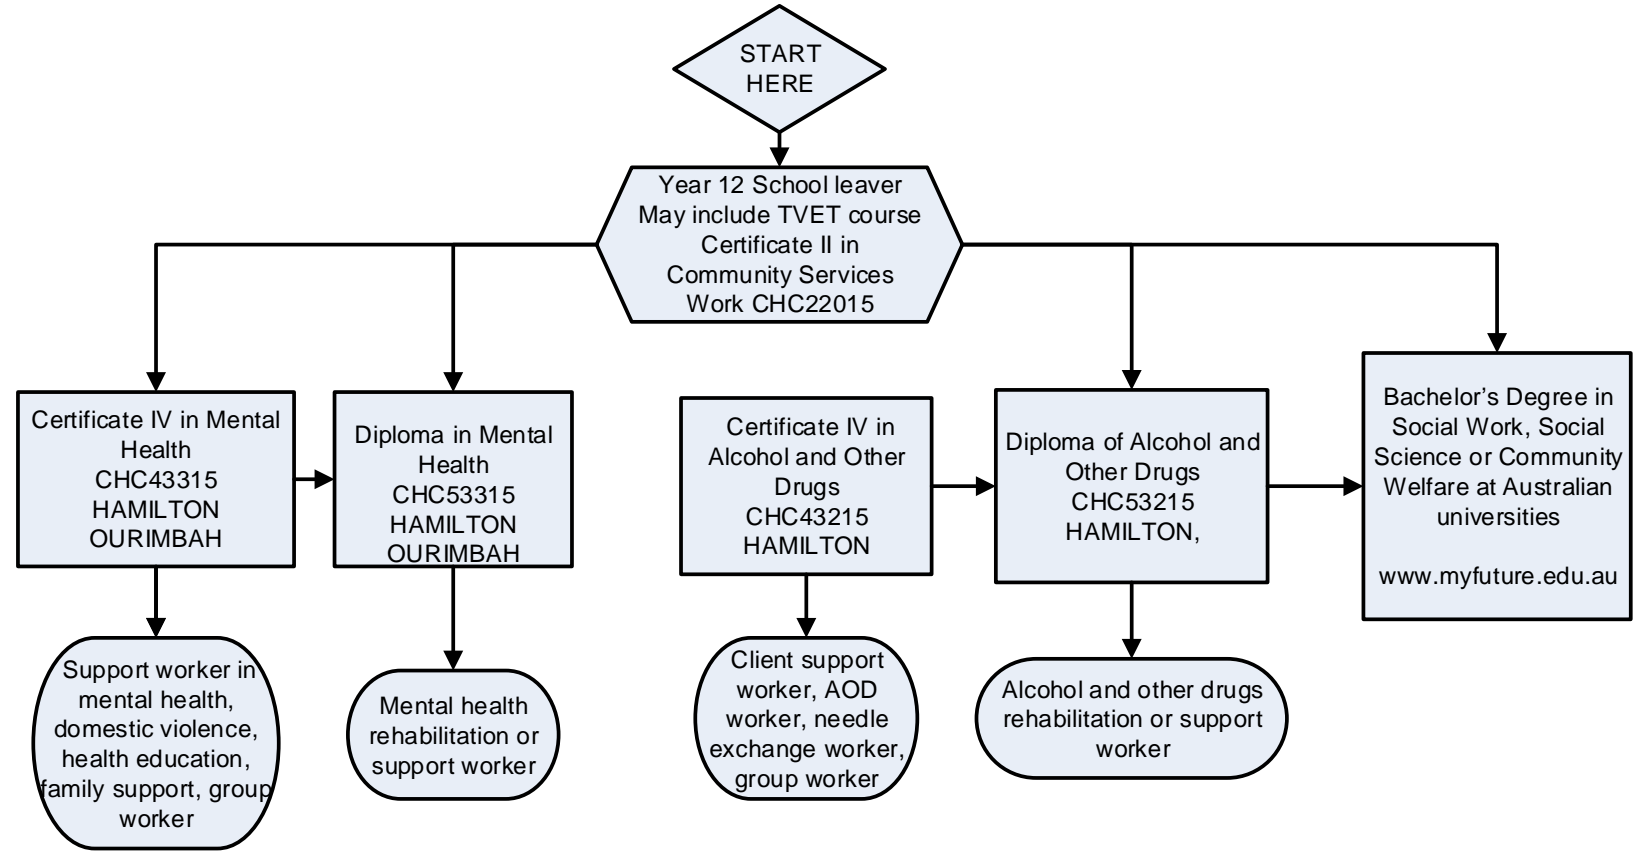 START
HERE
Year 12 School leaver
May include TVET course
Certificate II in
Community Services
Work CHC22015
Certificate IV in Mental
Health
CHC43315
HAMILTON
OURIMBAH
Diploma in Mental
Health
CHC53315
HAMILTON
OURIMBAH
Certificate IV in
Alcohol and Other
Drugs
CHC43215
HAMILTON
Diploma of Alcohol and
Other Drugs
CHC53215
HAMILTON,
Bachelor’s Degree in
Social Work, Social
Science or Community
Welfare at Australian
universities
www.myfuture.edu.au
Support worker in
mental health,
domestic violence,
health education,
family support, group
worker
Mental health
rehabilitation or
support worker
Client support
worker, AOD
worker, needle
exchange worker,
group worker
Alcohol and other drugs
rehabilitation or support
worker